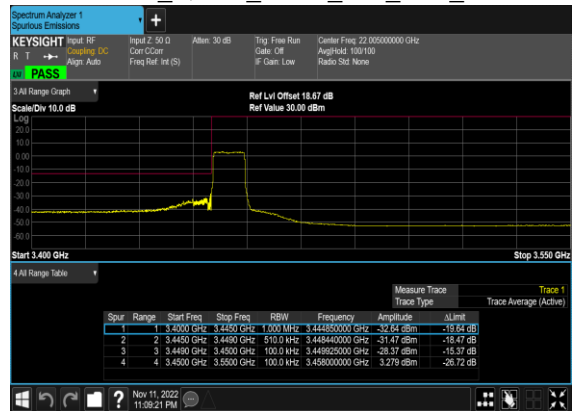 Spectrum Analyzer 1
Spurious Emissions
+
KEYSIGHT Input: RF Input Z: 50 Ω Atten: 30 dB Trig: Free Run Center Freq: 22.005000000 GHz
R T Coupling: DC Corr CCorr Gate: Off Avg|Hold: 100/100
Align: Auto Freq Ref: Int (S) IF Gain: Low Radio Std: None
PASS
3 All Range Graph
Ref Lvl Offset 18.67 dB
Scale/Div 10.0 dB Ref Value 30.00 dBm
Log
20.0
10.0
0.00
-10.0
-20.0
-30.0
-40.0
-50.0
-60.0
Start 3.400 GHz Stop 3.550 GHz
4 All Range Table
Measure Trace Trace 1
Trace Type Trace Average (Active)
Spur Range Start Freq Stop Freq RBW Frequency Amplitude ΔLimit
1 1 3.4000 GHz 3.4450 GHz 1.000 MHz 3.444850000 GHz -32.64 dBm -19.64 dB
2 2 3.4450 GHz 3.4490 GHz 510.0 kHz 3.448440000 GHz -31.47 dBm -18.47 dB
3 3 3.4490 GHz 3.4500 GHz 100.0 kHz 3.449925000 GHz -28.37 dBm -15.37 dB
4 4 3.4500 GHz 3.5500 GHz 100.0 kHz 3.458000000 GHz 3.279 dBm -26.72 dB
? Nov 11, 2022
11:09:21 PM